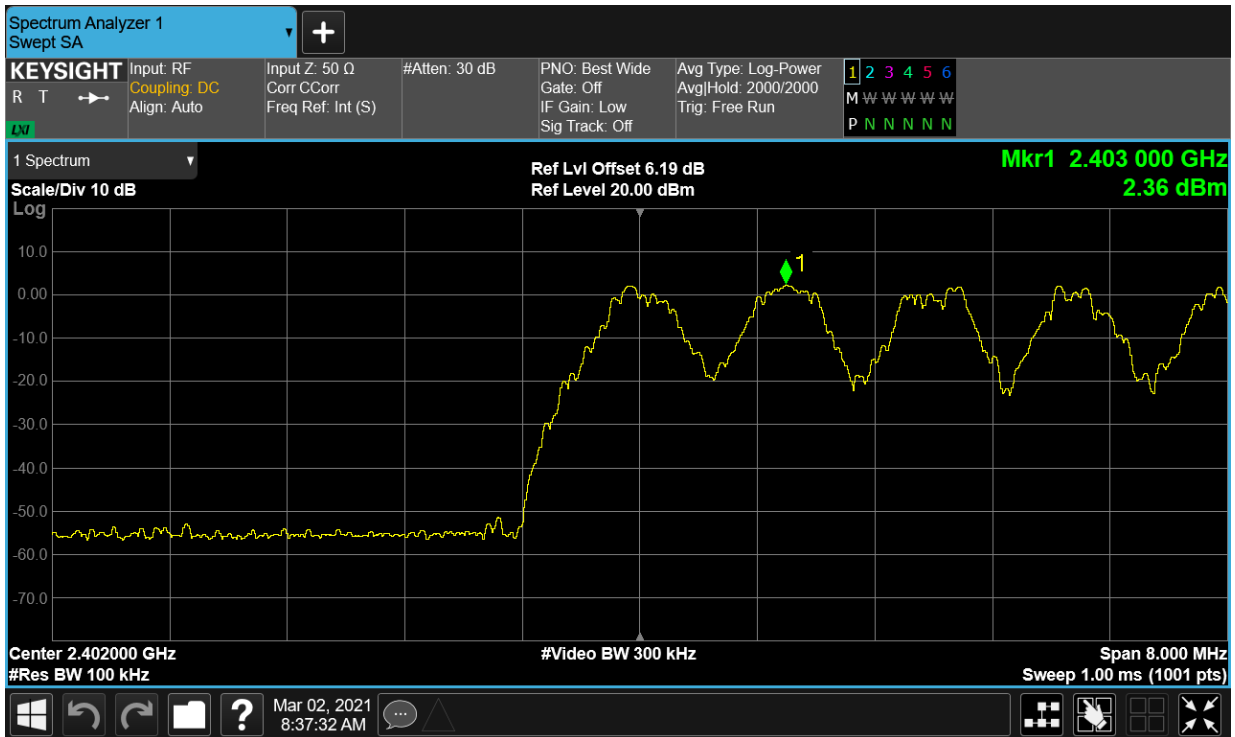 Spectrum Analyzer 1
Swept SA
+
KEYSIGHT
R T
LXI
Input: RF
Coupling: DC
Align: Auto
Input Z: 50 Ω
Corr CCorr
Freq Ref: Int (S)
#Atten: 30 dB
PNO: Best Wide
Gate: Off
IF Gain: Low
Sig Track: Off
Avg Type: Log-Power
Avg|Hold: 2000/2000
Trig: Free Run
1 2 3 4 5 6
M W W W W W
P N N N N N
1 Spectrum
Scale/Div 10 dB
Log
Ref Lvl Offset 6.19 dB
Ref Level 20.00 dBm
Mkr1 2.403 000 GHz
2.36 dBm
1
10.0
0.00
-10.0
-20.0
-30.0
-40.0
-50.0
-60.0
-70.0
Center 2.402000 GHz
#Res BW 100 kHz
#Video BW 300 kHz
Span 8.000 MHz
Sweep 1.00 ms (1001 pts)
?
Mar 02, 2021
8:37:32 AM